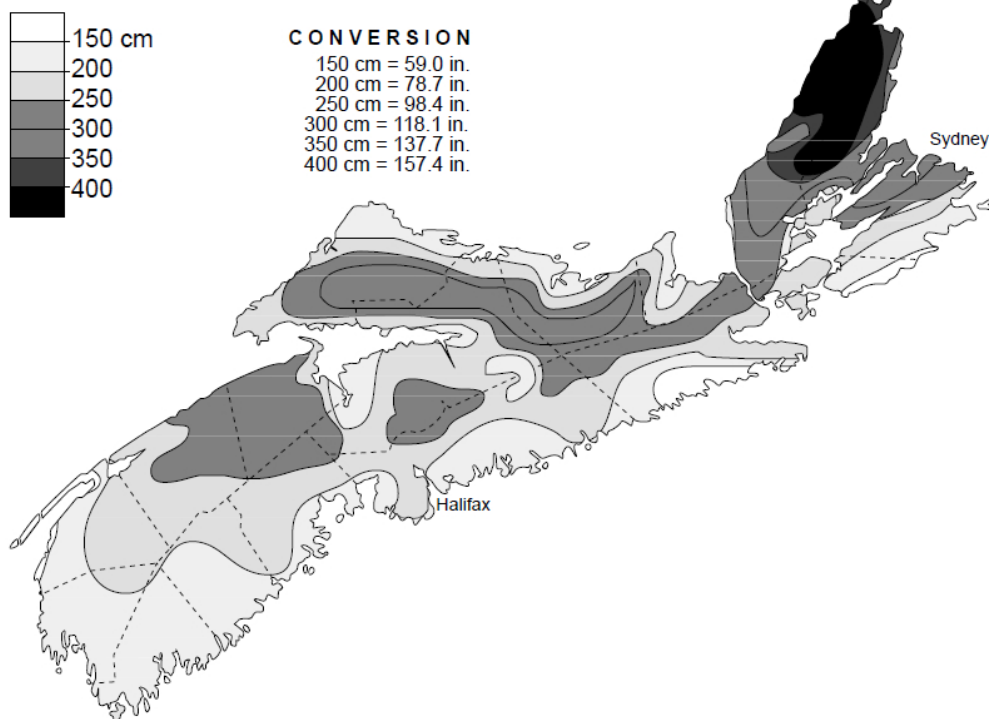 150 cm
200
250
300
350
400
CONVERSION
150 cm = 59.0 in.
200 cm = 78.7 in.
250 cm = 98.4 in.
300 cm = 118.1 in.
350 cm = 137.7 in.
400 cm = 157.4 in.
Sydney
Halifax